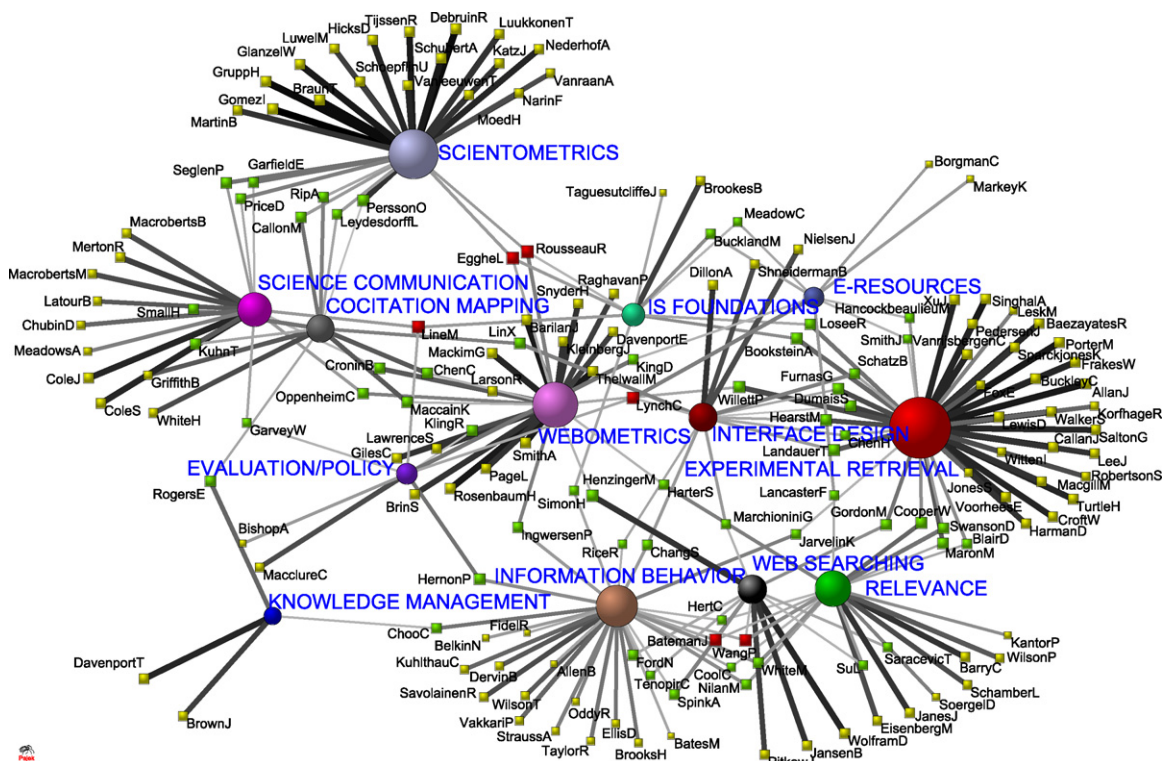 DebruinR
TijssenR
LuukkonenT
HicksD
LuwelM
SchubertA
KatzJ
NederhofA
GlanzelW
SchoepflinU
VanleeuwenT
VanraanA
GruppH
BraunT
NarinF
GomezI
MoedH
MartinB
SCIENTOMETRICS
SeglenP
GarfieldE
RipA
PriceD
PerssonO
CallonM
LeydesdorffL
BorgmanC
MarkeyK
TaguesutcliffeJ
BrookesB
MeadowC
BucklandM
NielsenJ
MacrobertsB
MertonR
MacrobertsM
LatourB
SmallH
ChubinD
KuhnT
MeadowsA
ColeJ
GriffithB
ColeS
WhiteH
EggheL
RousseauR
RaghavanP
DillonA
ShneidermanB
SCIENCE COMMUNICATION
COCITATION MAPPING
SnyderH
IS FOUNDATIONS
E-RESOURCES
HancockbeaulieuM
XuJ
SinghalA
LeskM
LineM
LinX
BarilanJ
KleinbergJ
DavenportE
LoseeR
SmithJ
VanrijsbergenC
PedersenJ
BaezayatesR
PorterM
SparckjonesK
FrakesW
CroninB
ChenC
MackimG
LarsonR
ThelwallM
KingD
BooksteinA
SchatzB
FurnasG
FoxE
BuckleyC
AllanJ
OppenheimC
LynchC
WillettP
DumaisS
HearstM
LewisD
WalkerS
KorfhageR
MaccainK
KlingR
WEBOMETRICS
INTERFACE DESIGN
ChenH
CallanJ
SaltonG
GarveyW
LawrenceS
GilesC
SmithA
LandauerT
WittenI
LeeJ
EVALUATION/POLICY
PageL
EXPERIMENTAL RETRIEVAL
JonesS
MacgillM
RobertsonS
RogersE
BrinS
RosenbaumH
SimonH
HenzingerM
HarterS
LancasterF
VoorheesE
TurtleH
BishopA
IngwersenP
MarchioniniG
GordonM
CooperW
SwansonD
HarmanD
CroftW
MacclureC
RiceR
ChangS
JarvelinK
MaronM
BlairD
HernonP
INFORMATION BEHAVIOR
WEB SEARCHING
RELEVANCE
KNOWLEDGE MANAGEMENT
ChooC
BelkinN
FidelR
HertC
BatemanJ
WangP
KantorP
WilsonP
DavenportT
KuhlthauC
DervinB
AllenB
FordN
CoolC
WhiteM
SuL
SaracevicT
BarryC
SavolainenR
WilsonT
TenopirC
NilanM
SchamberL
BrownJ
VakkariP
StraussA
OddyR
EllisD
SpinkA
SoergelD
JanesJ
EisenbergM
TaylorR
BrooksH
BatesM
WolframD
JansenB
Pajek